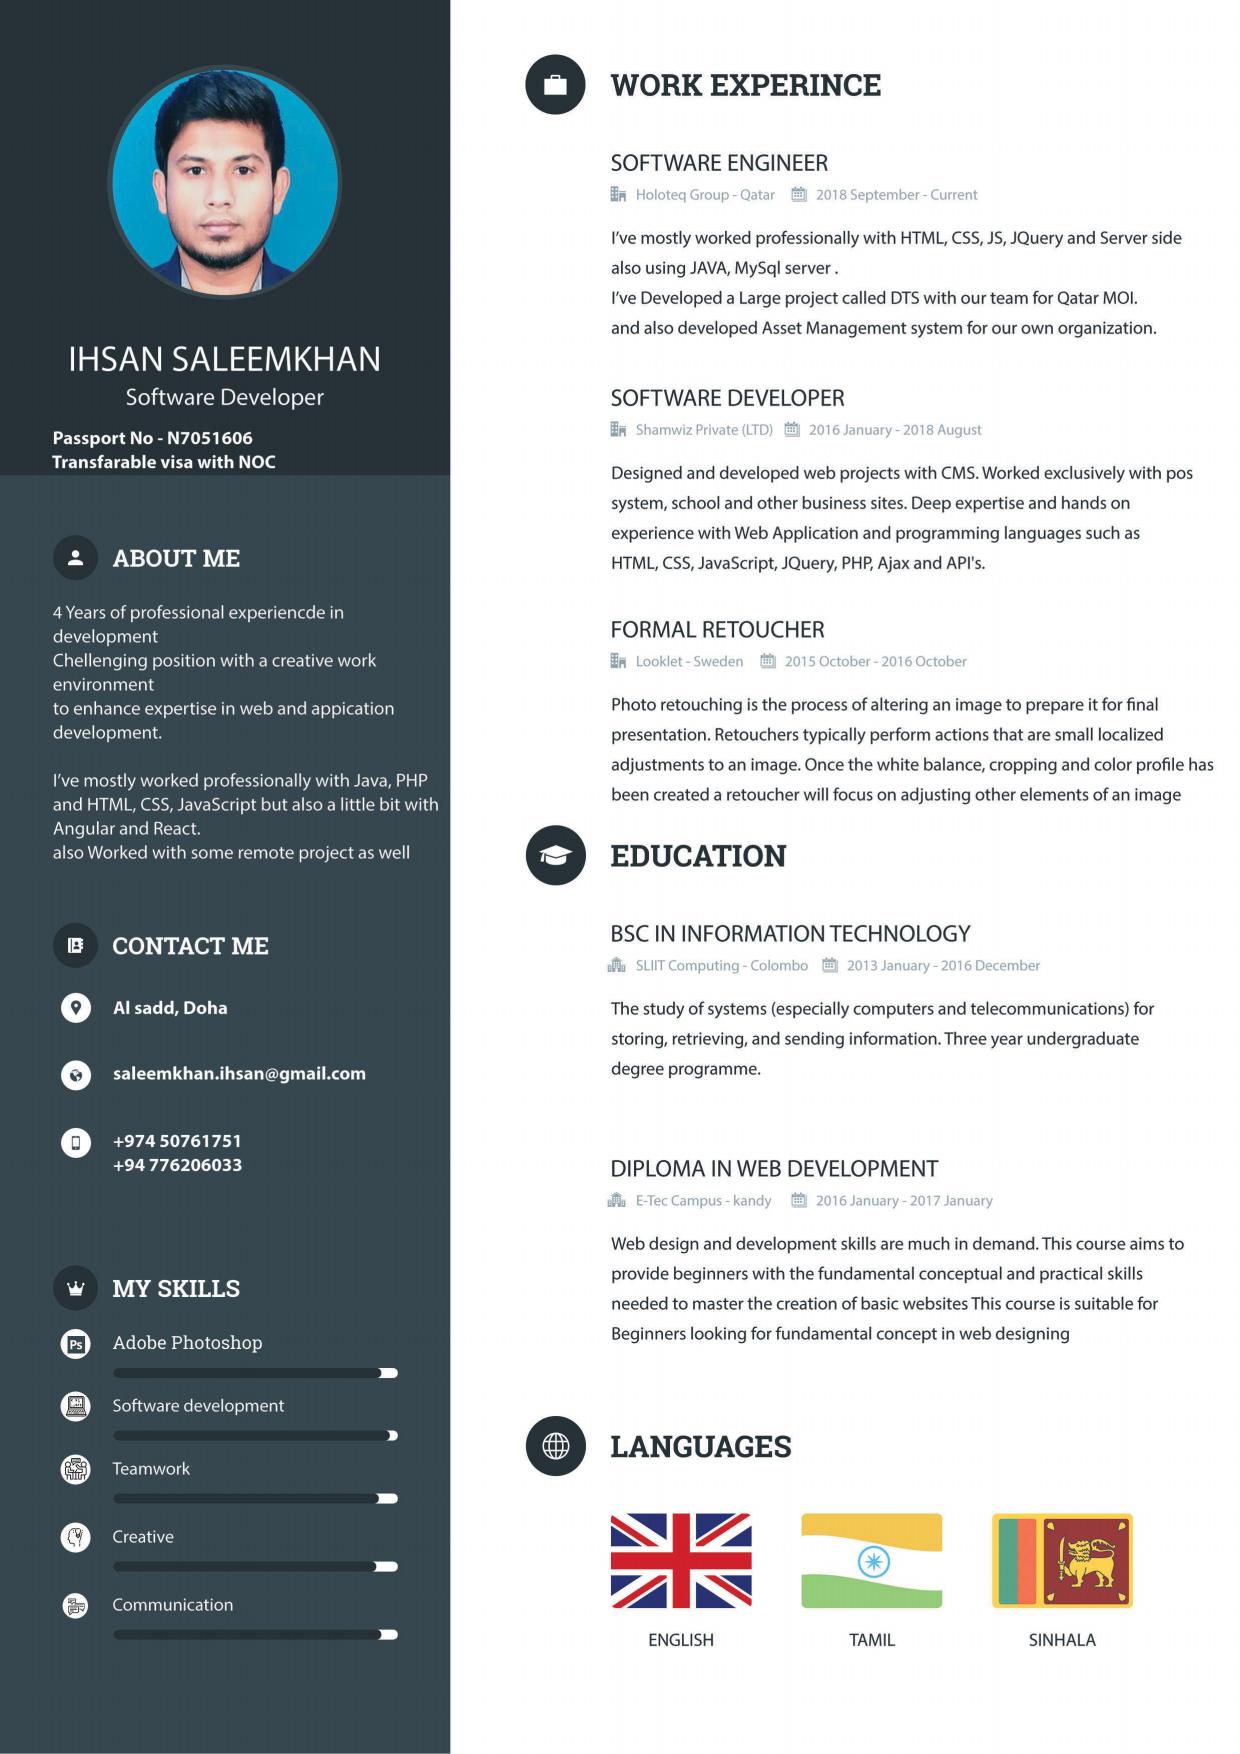 IHSAN SALEEMKHAN
Software Developer
Passport No - N7051606
Transfarable visa with NOC
ABOUT ME
4 Years of professional experiencde in
development
Chellenging position with a creative work
environment
to enhance expertise in web and appication
development.
I've mostly worked professionally with Java, PHP
and HTML, CSS, JavaScript but also a little bit with
Angular and React.
also Worked with some remote project as well
CONTACT ME
Al sadd, Doha
saleemkhan.ihsan@gmail.com
+974 50761751
+94 776206033
MY SKILLS
Ps Adobe Photoshop
Software development
Teamwork
Creative
Communication
WORK EXPERINCE
SOFTWARE ENGINEER
Holoteq Group - Qatar 2018 September - Current
I've mostly worked professionally with HTML, CSS, JS, JQuery and Server side
also using JAVA, MySql server .
I've Developed a Large project called DTS with our team for Qatar MOI.
and also developed Asset Management system for our own organization.
SOFTWARE DEVELOPER
Shamwiz Private (LTD) 2016 January - 2018 August
Designed and developed web projects with CMS. Worked exclusively with pos
system, school and other business sites. Deep expertise and hands on
experience with Web Application and programming languages such as
HTML, CSS, JavaScript, JQuery, PHP, Ajax and API's.
FORMAL RETOUCHER
Looklet - Sweden 2015 October - 2016 October
Photo retouching is the process of altering an image to prepare it for final
presentation. Retouchers typically perform actions that are small localized
adjustments to an image. Once the white balance, cropping and color profile has
been created a retoucher will focus on adjusting other elements of an image
EDUCATION
BSC IN INFORMATION TECHNOLOGY
SLIIT Computing - Colombo 2013 January - 2016 December
The study of systems (especially computers and telecommunications) for
storing, retrieving, and sending information. Three year undergraduate
degree programme.
DIPLOMA IN WEB DEVELOPMENT
E-Tec Campus - kandy 2016 January - 2017 January
Web design and development skills are much in demand. This course aims to
provide beginners with the fundamental conceptual and practical skills
needed to master the creation of basic websites This course is suitable for
Beginners looking for fundamental concept in web designing
LANGUAGES
ENGLISH TAMIL SINHALA